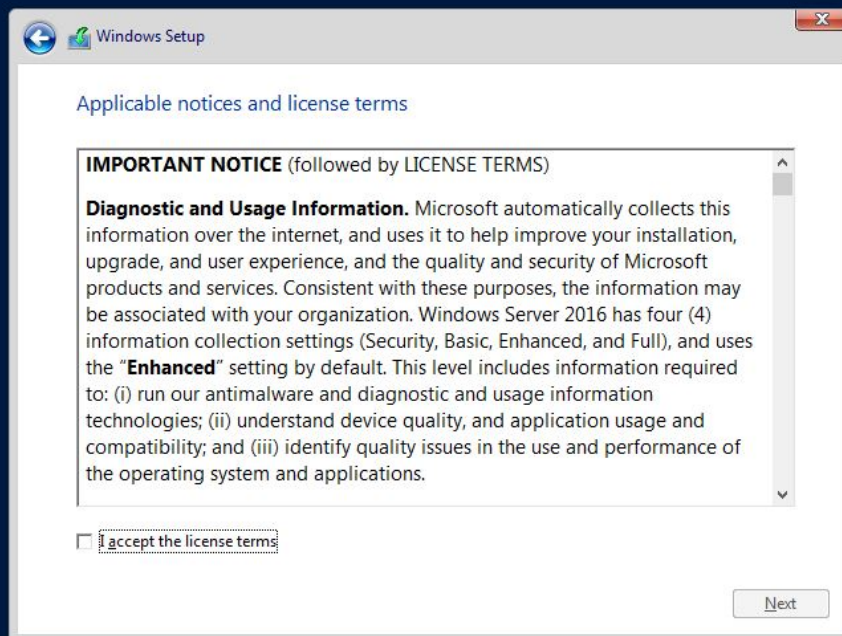 Windows Setup
Applicable notices and license terms
IMPORTANT NOTICE (followed by LICENSE TERMS)
Diagnostic and Usage Information. Microsoft automatically collects this
information over the internet, and uses it to help improve your installation,
upgrade, and user experience, and the quality and security of Microsoft
products and services. Consistent with these purposes, the information may
be associated with your organization. Windows Server 2016 has four (4)
information collection settings (Security, Basic, Enhanced, and Full), and uses
the “Enhanced” setting by default. This level includes information required
to: (i) run our antimalware and diagnostic and usage information
technologies; (ii) understand device quality, and application usage and
compatibility; and (iii) identify quality issues in the use and performance of
the operating system and applications.
I accept the license terms
Next